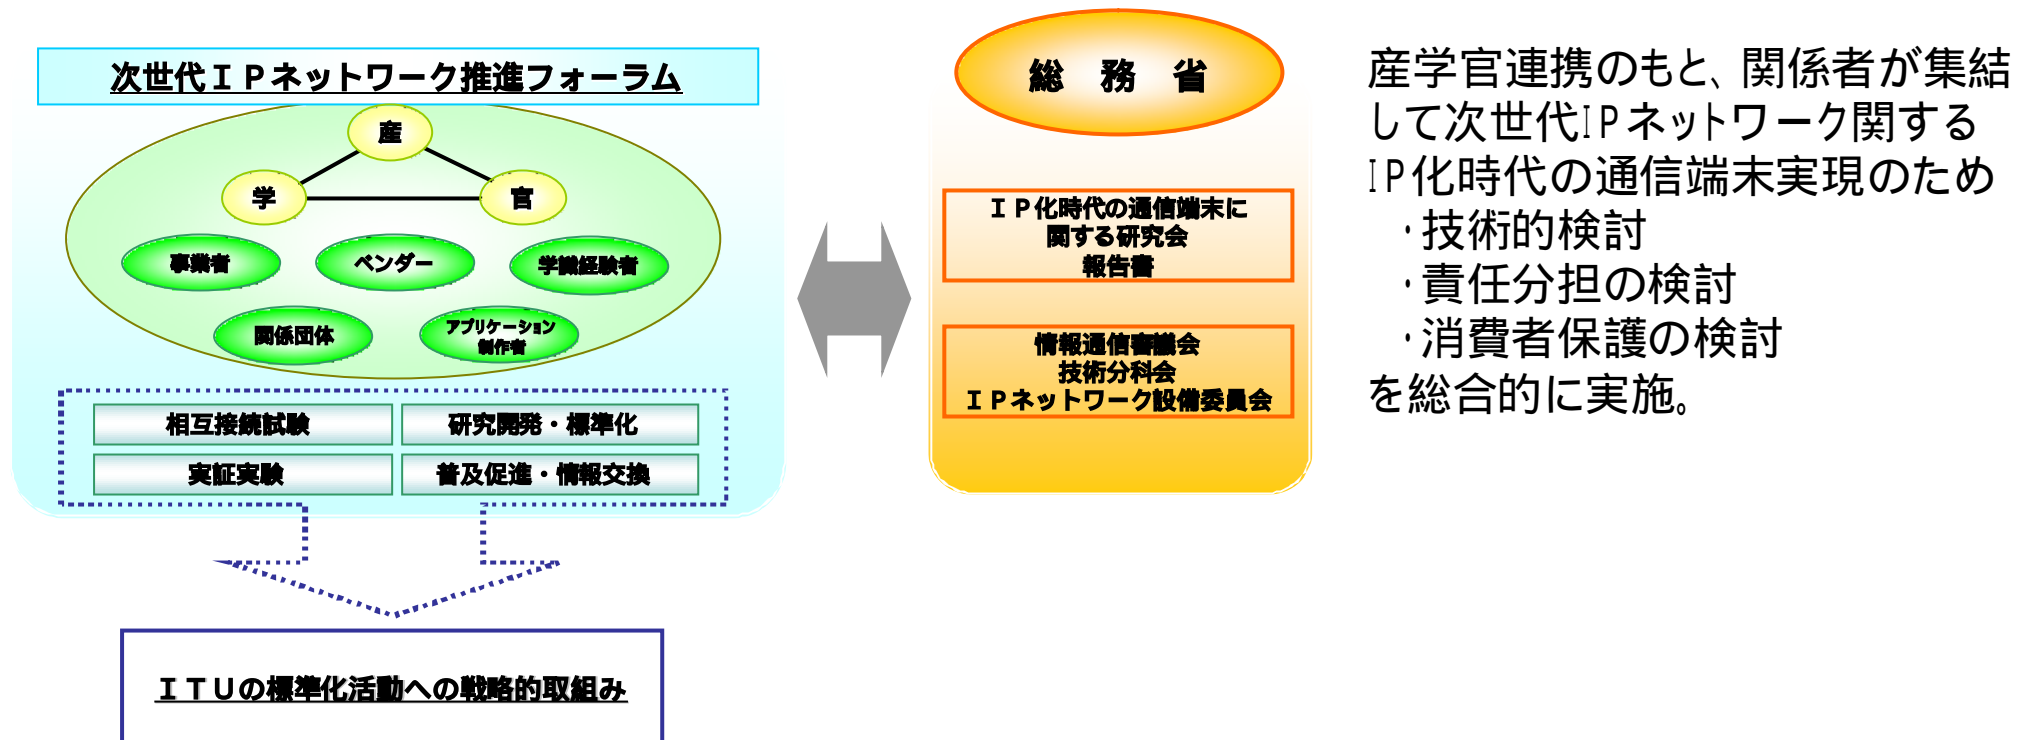 次世代ＩＰネットワーク推進フォーラム
産
学
官
事業者
ベンダー
学識経験者
関係団体
アプリケーション
制作者
相互接続試験
研究開発・標準化
実証実験
普及促進・情報交換
ＩＴＵの標準化活動への戦略的取組み
総　務　省
ＩＰ化時代の通信端末に
関する研究会
報告書
情報通信審議会
技術分科会
ＩＰネットワーク設備委員会
産学官連携のもと、関係者が集結
して次世代IPネットワーク関する
IP化時代の通信端末実現のため
・技術的検討
・責任分担の検討
・消費者保護の検討
を総合的に実施。